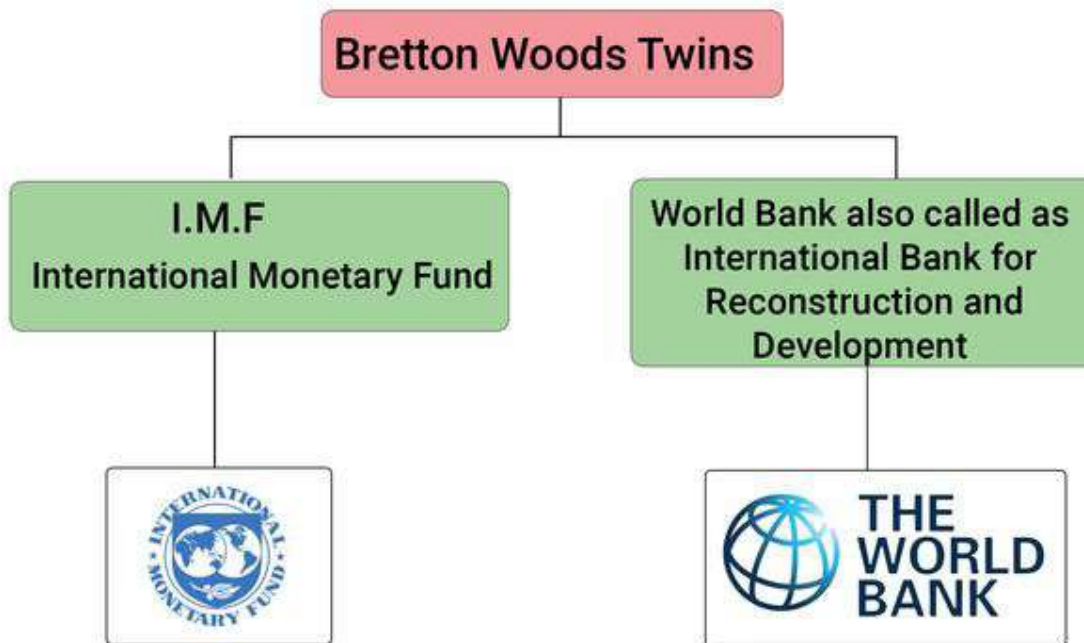 Bretton Woods Twins
I.M.F
International Monetary Fund
World Bank also called as
International Bank for
Reconstruction and
Development
INTERNATIONAL
MONETARY FUND
THE
WORLD
BANK